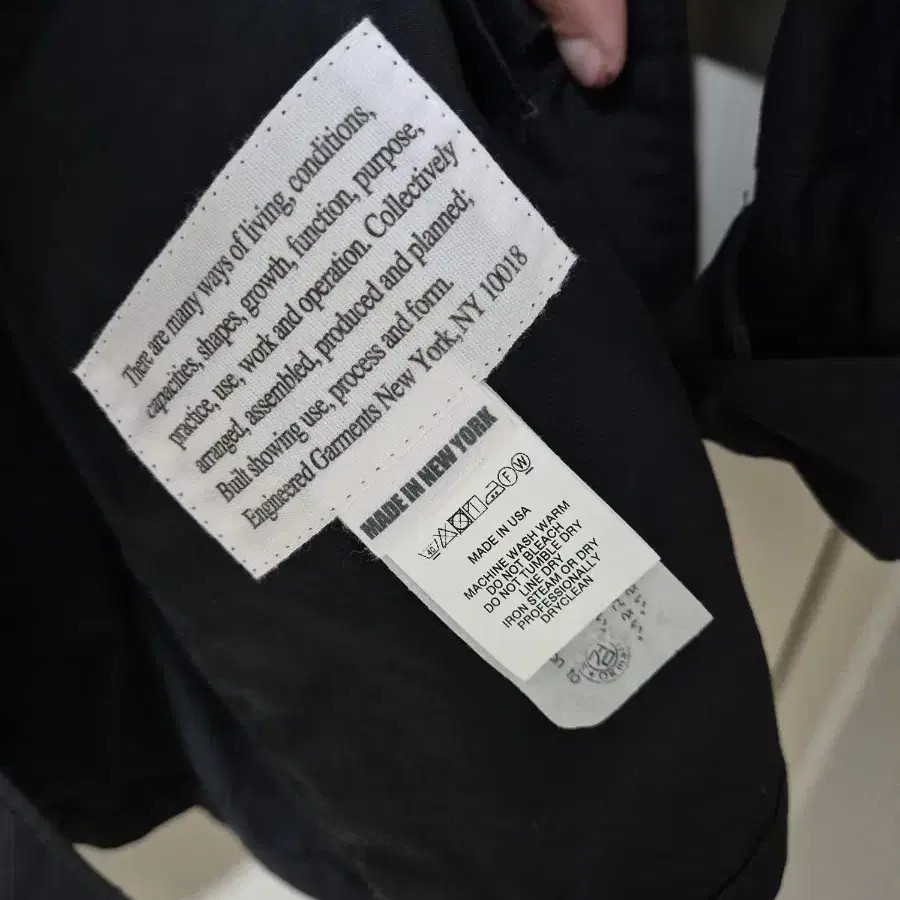 There are many ways of living, conditions,
capacities, shapes, growth, function, purpose,
practice, use, work and operation. Collectively
arranged, assembled, produced and planned;
Built showing use, process and form.
Engineered Garments New York, NY 10018
MADE IN NEW YORK
40 F W
MADE IN USA
MACHINE WASH WARM
DO NOT BLEACH
DO NOT TUMBLE DRY
LINE DRY
IRON STEAM OR DRY
PROFESSIONALLY
DRYCLEAN